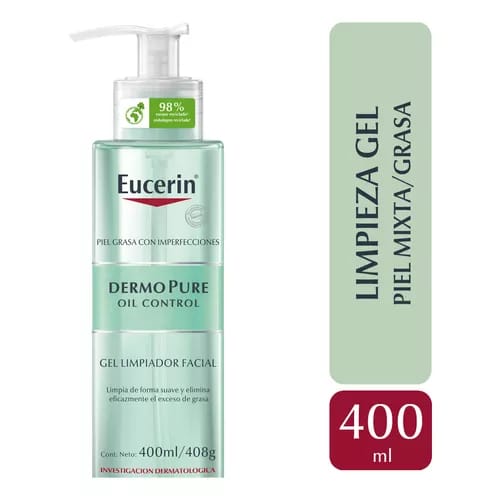 98%
Eucerin®
PIEL GRASA CON IMPERFECCIONES
DERMOPURE
OIL CONTROL
GEL LIMPIADOR FACIAL
Limpia de forma suave y elimina
eficazmente el exceso de grasa
Cont. Neto: 400ml/408g
INVESTIGACION DERMATOLOGICA
LIMPIEZA GEL
PIEL MIXTA/GRASA
400
ml